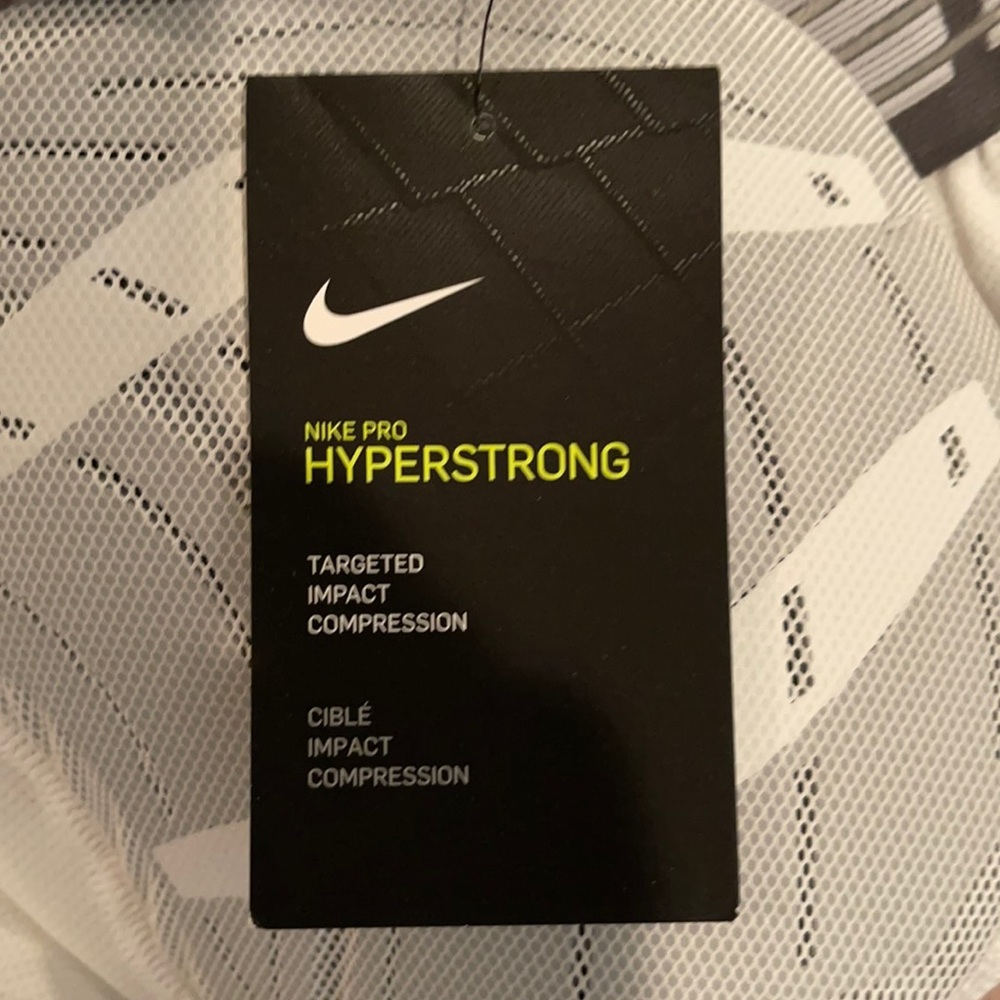 NIKE PRO
HYPERSTRONG
TARGETED
IMPACT
COMPRESSION
CIBLÉ
IMPACT
COMPRESSION